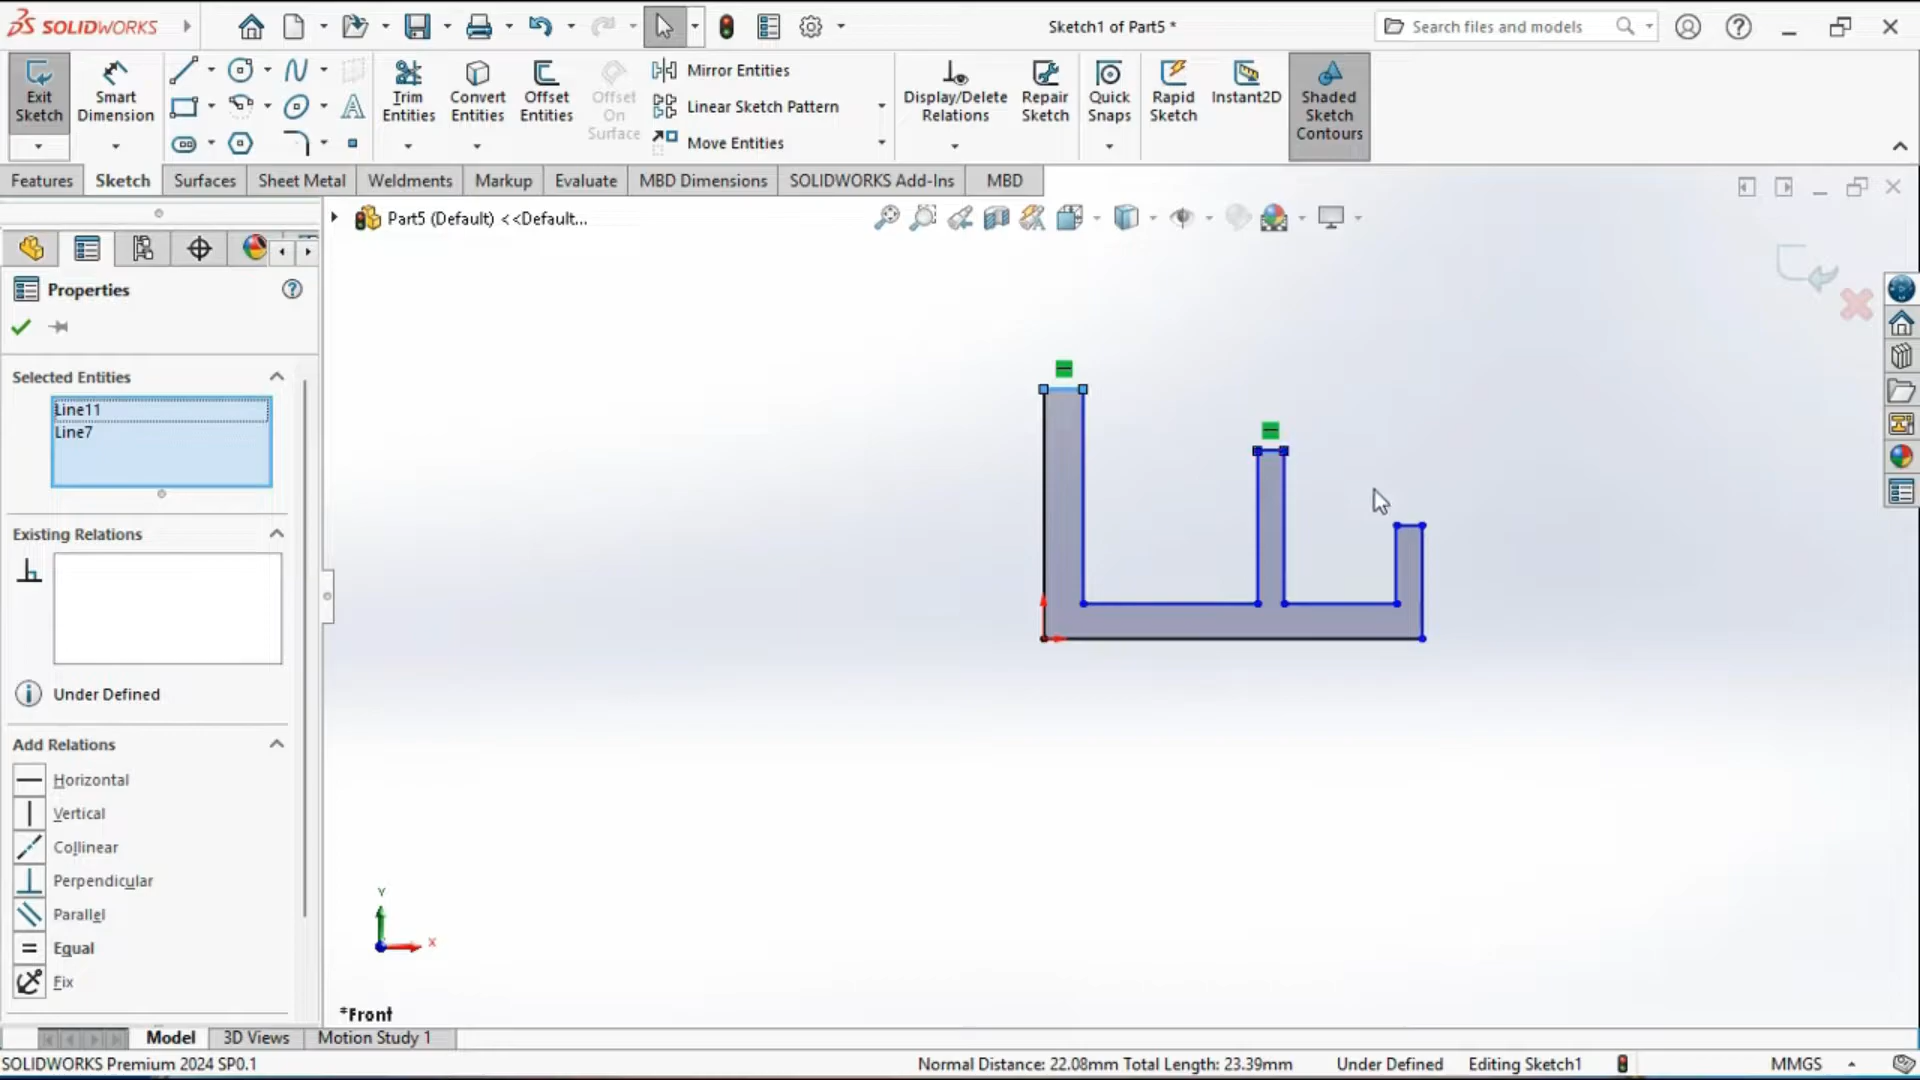 SOLIDWORKS
Sketch1 of Part5 *
Search files and models
Exit Sketch
Smart Dimension
Trim Entities
Convert Entities
Offset Entities
Offset On Surface
Mirror Entities
Linear Sketch Pattern
Move Entities
Display/Delete Relations
Repair Sketch
Quick Snaps
Rapid Sketch
Instant2D
Shaded Sketch Contours
Features
Sketch
Surfaces
Sheet Metal
Weldments
Markup
Evaluate
MBD Dimensions
SOLIDWORKS Add-Ins
MBD
Part5 (Default) <<Default...
Properties
Selected Entities
Line11
Line7
Existing Relations
Under Defined
Add Relations
Horizontal
Vertical
Collinear
Perpendicular
Parallel
Equal
Fix
Y
X
*Front
Model
3D Views
Motion Study 1
SOLIDWORKS Premium 2024 SP0.1
Normal Distance: 22.08mm Total Length: 23.39mm
Under Defined
Editing Sketch1
MMGS